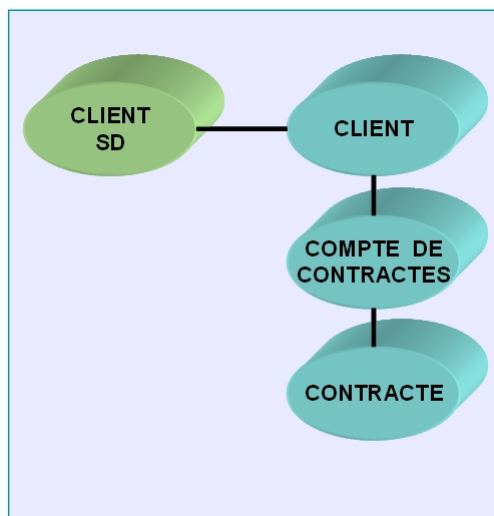 CLIENT
SD
CLIENT
COMPTE DE
CONTRACTES
CONTRACTE